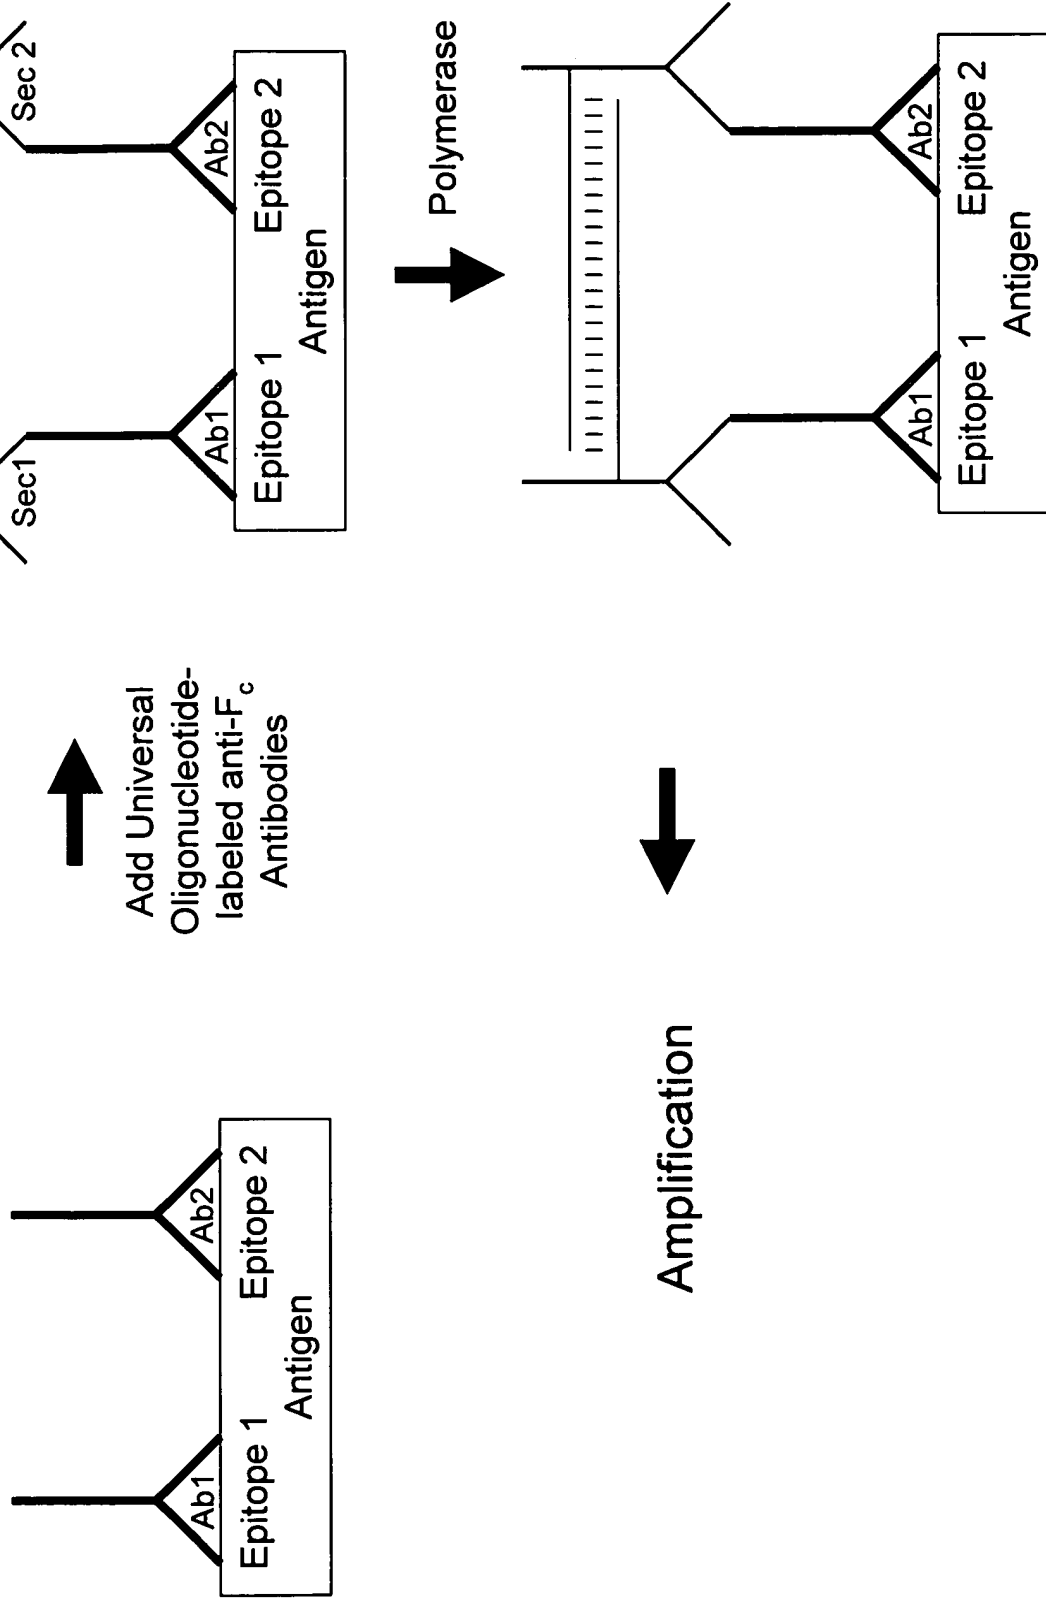 Ab1
Ab2
Epitope 1
Epitope 2
Antigen
Add Universal
Oligonucleotide-
labeled anti-Fc
Antibodies
Sec1
Sec 2
Ab1
Ab2
Epitope 1
Epitope 2
Antigen
Polymerase
Ab1
Ab2
Epitope 1
Epitope 2
Antigen
Amplification